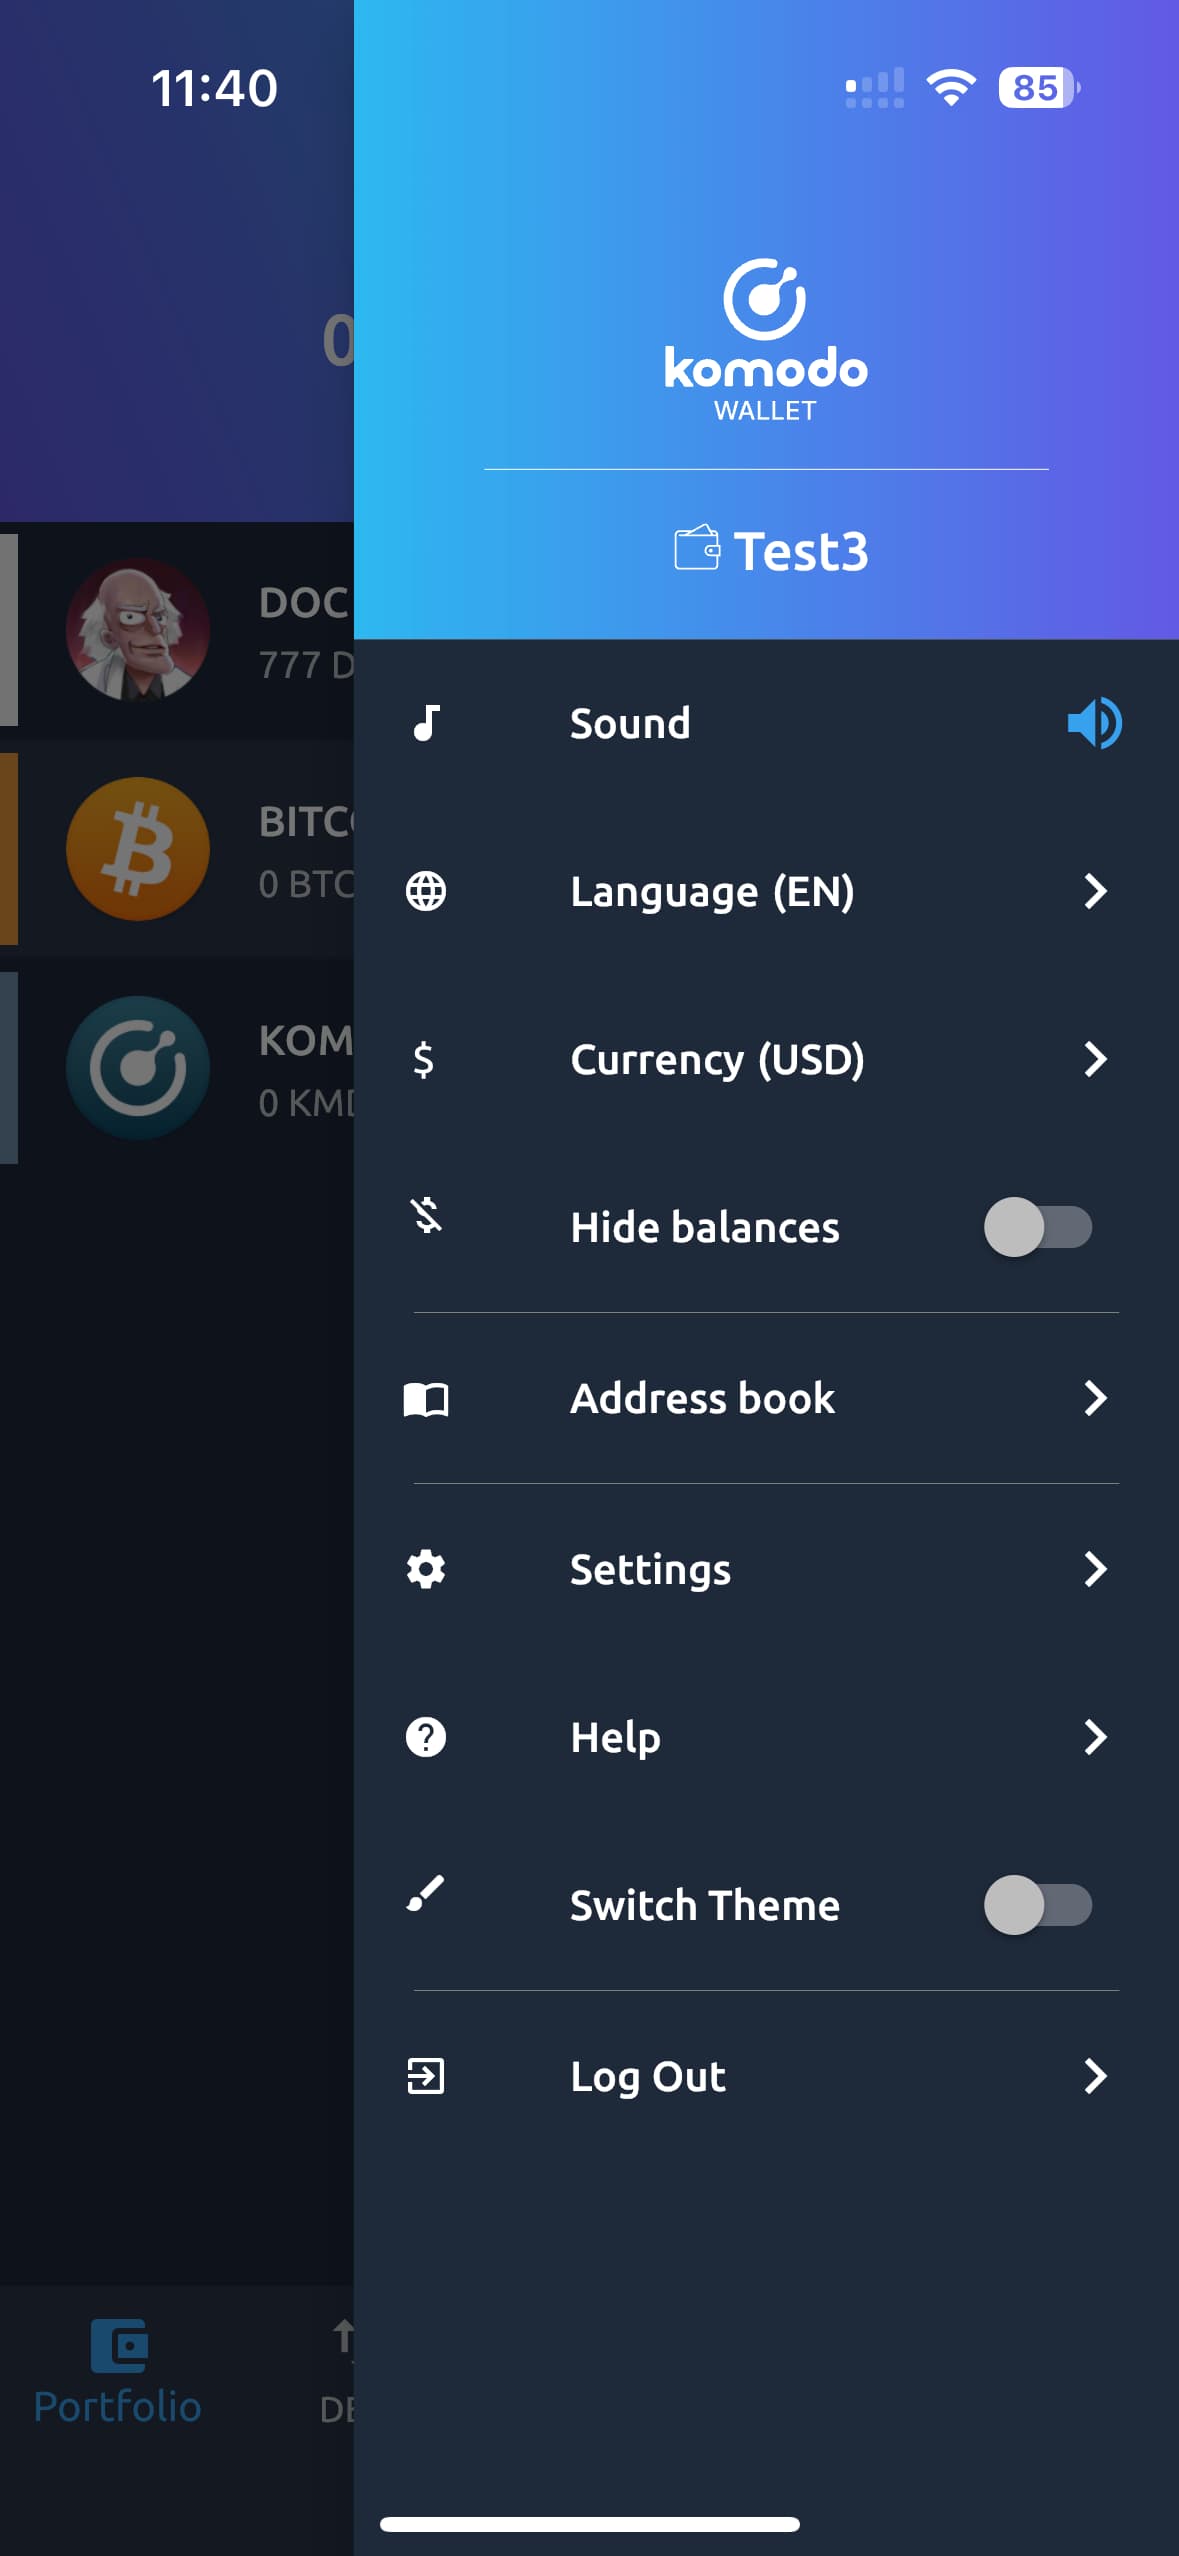 11:40
85
komodo
WALLET
Test3
0
DOC
777 D
BITC
0 BTC
KOM
0 KMD
Sound
Language (EN)
Currency (USD)
Hide balances
Address book
Settings
Help
Switch Theme
Log Out
Portfolio
DE